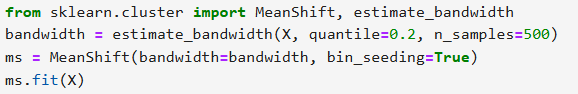 from sklearn.cluster import MeanShift, estimate_bandwidth
bandwidth = estimate_bandwidth(X, quantile=0.2, n_samples=500)
ms = MeanShift(bandwidth=bandwidth, bin_seeding=True)
ms.fit(X)